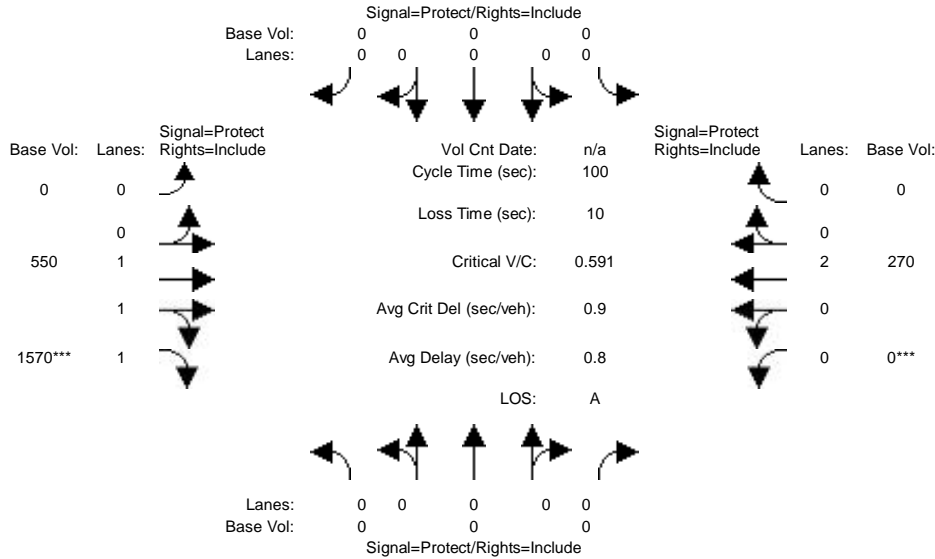 Signal=Protect/Rights=Include
Base Vol: 0 0 0
Lanes: 0 0 0 0 0
Signal=Protect
Base Vol: Lanes: Rights=Include
Vol Cnt Date: n/a
Signal=Protect
Rights=Include Lanes: Base Vol:
Cycle Time (sec): 100
0 0
0 0
Loss Time (sec): 10
0
0
550 1
Critical V/C: 0.591
2 270
1
Avg Crit Del (sec/veh): 0.9
0
1570*** 1
Avg Delay (sec/veh): 0.8
0 0***
LOS: A
Lanes: 0 0 0 0 0
Base Vol: 0 0 0
Signal=Protect/Rights=Include